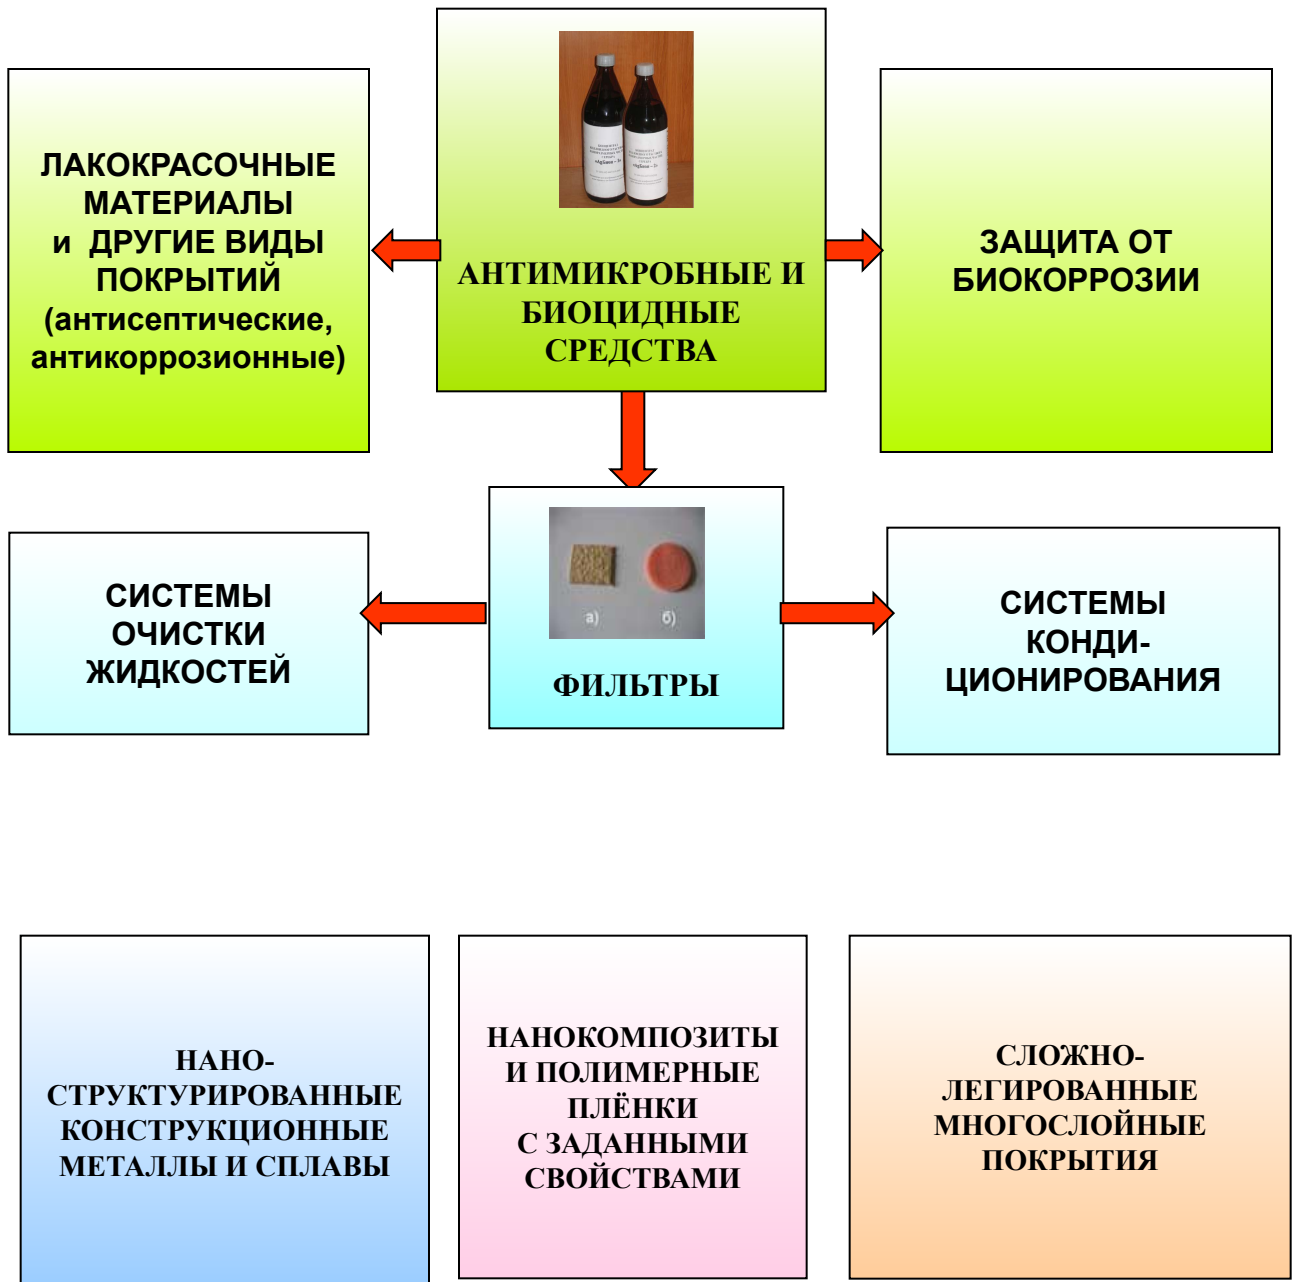 ЛАКОКРАСОЧНЫЕ
МАТЕРИАЛЫ
и ДРУГИЕ ВИДЫ
ПОКРЫТИЙ
(антисептические,
антикоррозионные)
АНТИМИКРОБНЫЕ И
БИОЦИДНЫЕ
СРЕДСТВА
ЗАЩИТА ОТ
БИОКОРРОЗИИ
СИСТЕМЫ
ОЧИСТКИ
ЖИДКОСТЕЙ
а) б)
ФИЛЬТРЫ
СИСТЕМЫ
КОНДИ-
ЦИОНИРОВАНИЯ
НАНО-
СТРУКТУРИРОВАННЫЕ
КОНСТРУКЦИОННЫЕ
МЕТАЛЛЫ И СПЛАВЫ
НАНОКОМПОЗИТЫ
И ПОЛИМЕРНЫЕ
ПЛЁНКИ
С ЗАДАННЫМИ
СВОЙСТВАМИ
СЛОЖНО-
ЛЕГИРОВАННЫЕ
МНОГОСЛОЙНЫЕ
ПОКРЫТИЯ